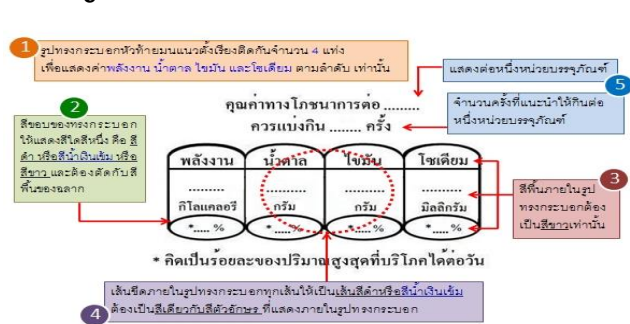 1
รูปทรงกระบอกหัวท้ายมนแนวตั้งเรียงติดกันจำนวน 4 แท่ง
เพื่อแสดงค่าพลังงาน น้ำตาล ไขมัน และโซเดียม ตามลำดับ เท่านั้น
แสดงต่อหนึ่งหน่วยบรรจุภัณฑ์
5
จำนวนครั้งที่แนะนำให้กินต่อ
หนึ่งหน่วยบรรจุภัณฑ์
คุณค่าทางโภชนาการต่อ .........
ควรแบ่งกิน ........ ครั้ง
2
สีขอบของทรงกระบอก
ให้แสดงสีใดสีหนึ่ง คือ สี
ดำ หรือสีน้ำเงินเข้ม หรือ
สีขาว และต้องตัดกับสี
พื้นของฉลาก
พลังงาน น้ำตาล ไขมัน โซเดียม
......... ......... ......... .........
กิโลแคลอรี กรัม กรัม มิลลิกรัม
*....% *....% *....% *....%
3
สีพื้นภายในรูป
ทรงกระบอกต้อง
เป็นสีขาวเท่านั้น
* คิดเป็นร้อยละของปริมาณสูงสุดที่บริโภคได้ต่อวัน
4
เส้นขีดภายในรูปทรงกระบอกทุกเส้นให้เป็นเส้นสีดำหรือสีน้ำเงินเข้ม
ต้องเป็นสีเดียวกับสีตัวอักษร ที่แสดงภายในรูปทรงกระบอก